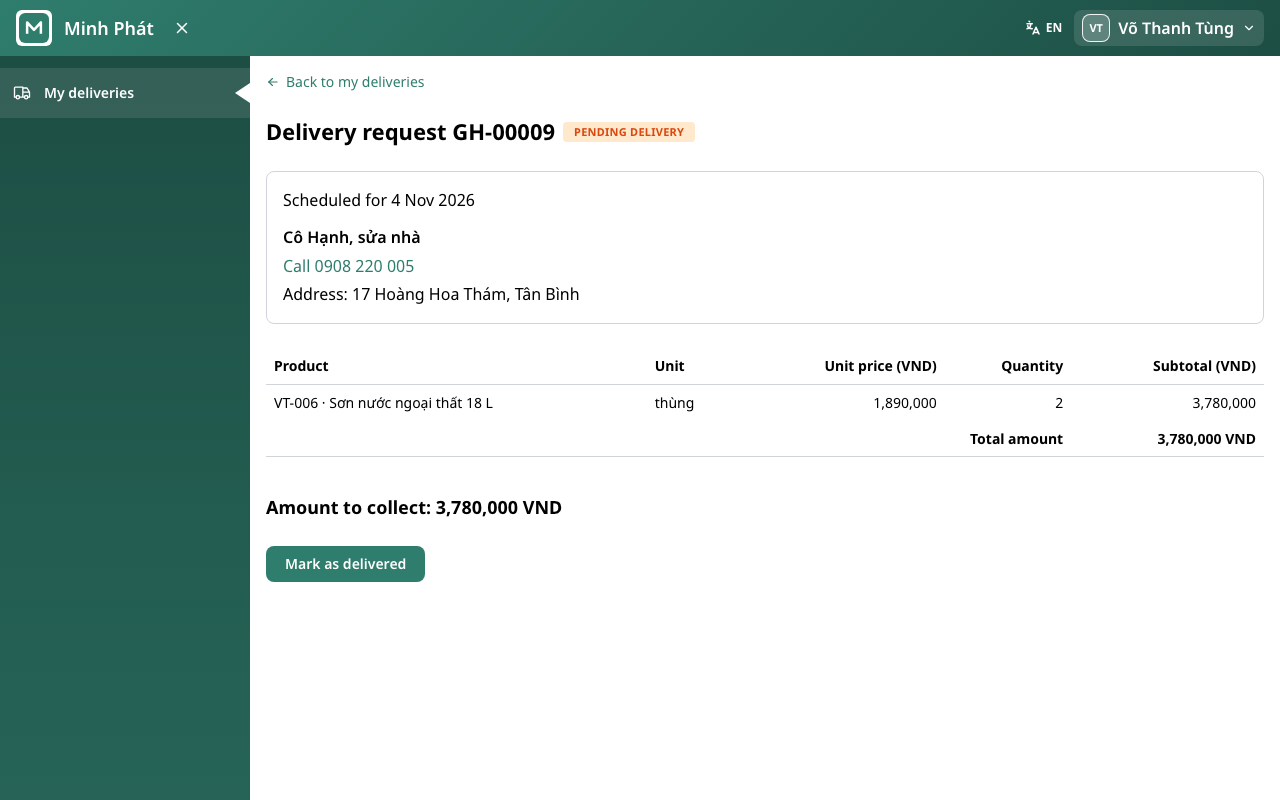 Minh Phát
EN
VT
Võ Thanh Tùng
My deliveries
Back to my deliveries
Delivery request GH-00009
PENDING DELIVERY
Scheduled for 4 Nov 2026
Cô Hạnh, sửa nhà
Call 0908 220 005
Address: 17 Hoàng Hoa Thám, Tân Bình
Product Unit Unit price (VND) Quantity Subtotal (VND)
VT-006 · Sơn nước ngoại thất 18 L thùng 1,890,000 2 3,780,000
Total amount 3,780,000 VND
Amount to collect: 3,780,000 VND
Mark as delivered